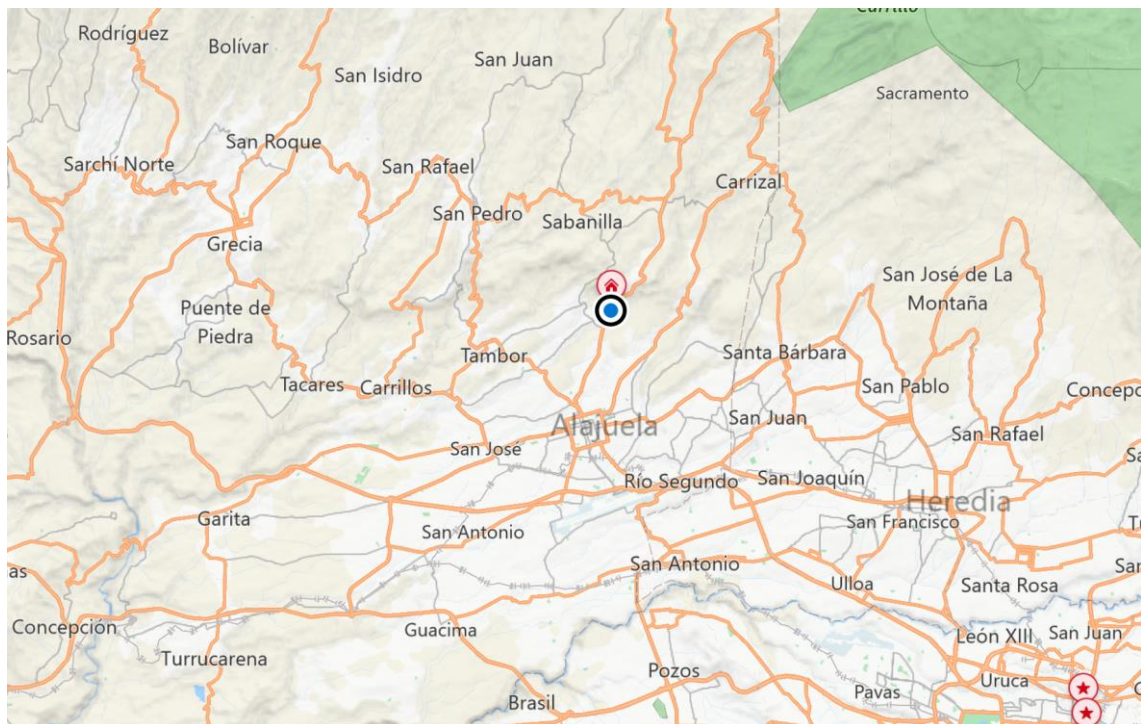 Rodríguez
Bolívar
San Juan
San Isidro
Sacramento
Sarchí Norte
San Roque
San Rafael
Carrizal
San Pedro
Sabanilla
Grecia
San José de La
Montaña
Puente de
Piedra
Rosario
Tambor
Santa Bárbara
Tacares
Carrillos
San Pablo
Concepc
Alajuela
San Juan
San Rafael
San José
Río Segundo
San Joaquín
Heredia
Garita
San Antonio
San Francisco
San Antonio
Ulloa
Santa Rosa
as
Concepción
Guacima
León XIII
San Juan
Turrucarena
Pozos
Uruca
Pavas
Brasil